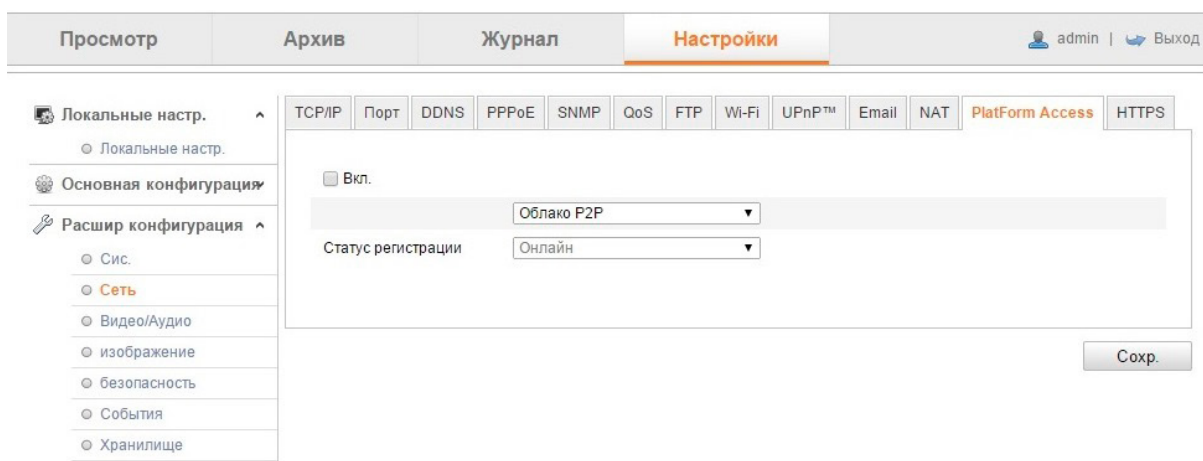 Просмотр Архив Журнал Настройки admin | Выход
Локальные настр.
Локальные настр.
Основная конфигурация
Расшир конфигурация
Сис.
Сеть
Видео/Аудио
изображение
безопасность
События
Хранилище
TCP/IP Порт DDNS PPPoE SNMP QoS FTP Wi-Fi UPnP™ Email NAT PlatForm Access HTTPS
Вкл.
Облако P2P
Статус регистрации Онлайн
Сохр.